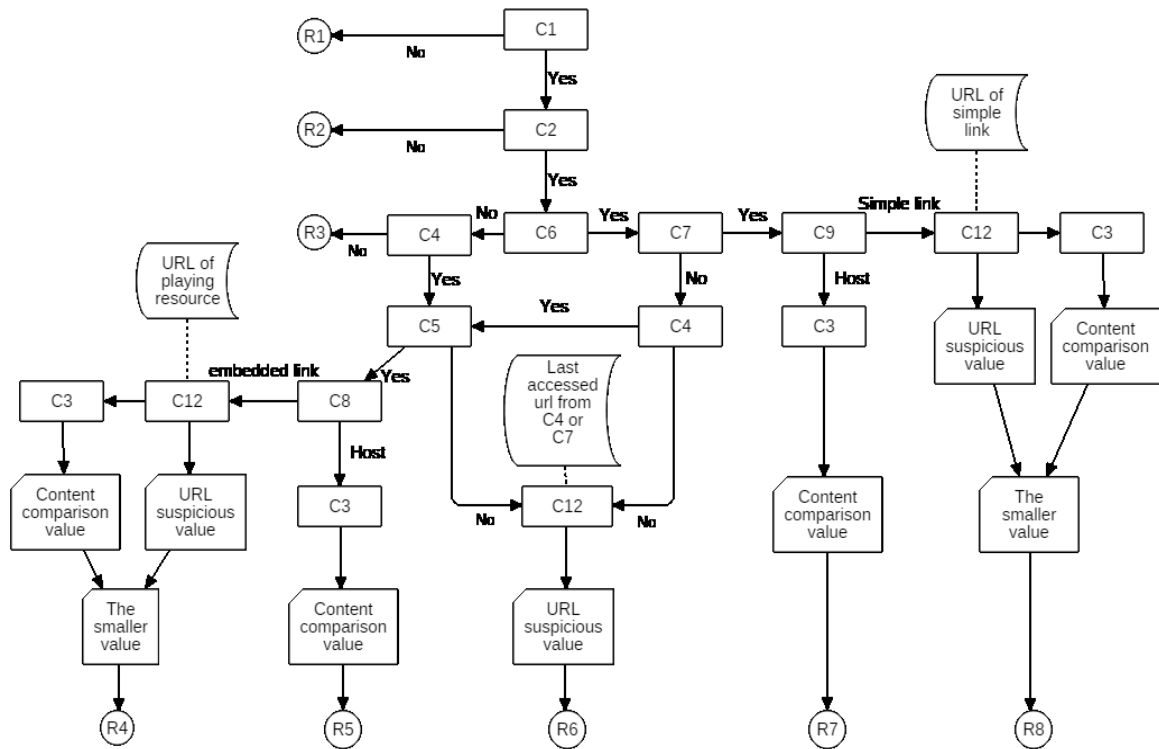 C1
R1
No
Yes
URL of
simple
link
R2
C2
No
Yes
R3
No
C4
No
C6
Yes
C7
Yes
C9
Simple link
C12
C3
URL of
playing
resource
Yes
No
Host
C5
Yes
C4
C3
URL
suspicious
value
Content
comparison
value
Yes
Last
accessed
url from
C4 or
C7
embedded link
C3
C12
C8
Host
Content
comparison
value
URL
suspicious
value
C3
No
C12
No
Content
comparison
value
The
smaller
value
The
smaller
value
Content
comparison
value
URL
suspicious
value
R4
R5
R6
R7
R8